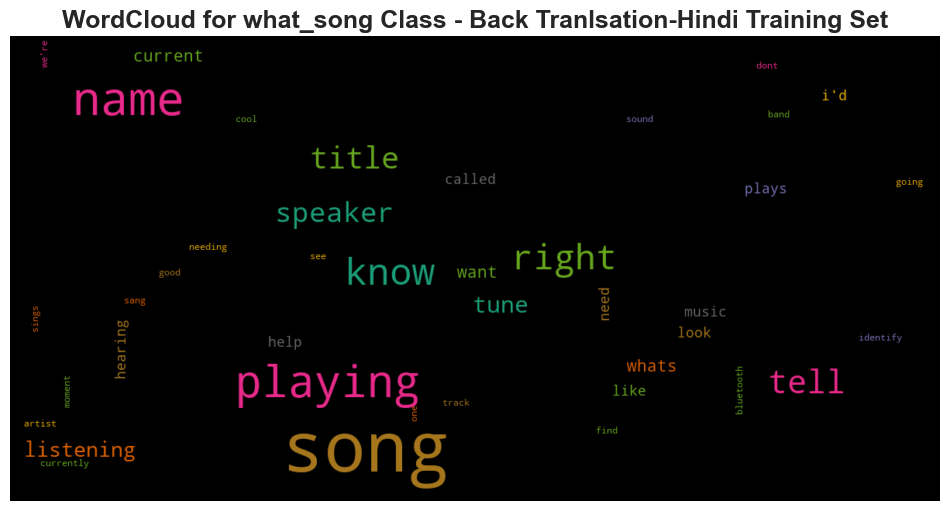 WordCloud for what_song Class - Back Tranlsation-Hindi Training Set
we're
current
dont
name
i'd
cool
sound
band
title
called
plays
going
speaker
needing
see
right
know
want
good
sang
tune
need
music
sings
hearing
look
help
identify
playing
whats
tell
moment
like
bluetooth
one
track
artist
find
song
listening
currently